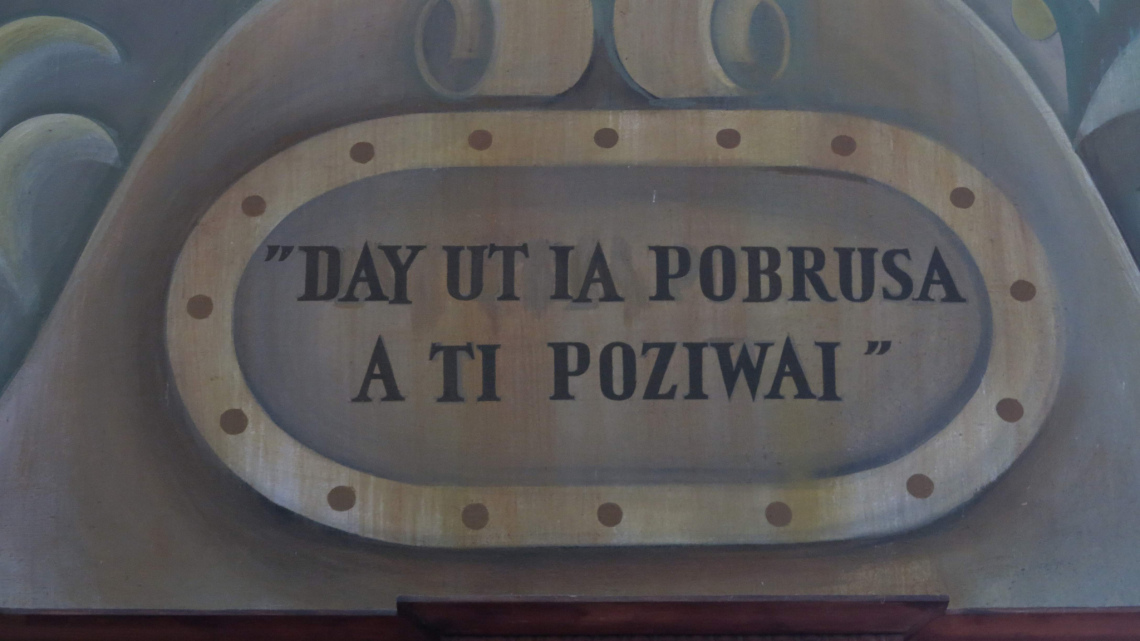 "DAY UT IA POBRUSA
A TI POZIWAI"